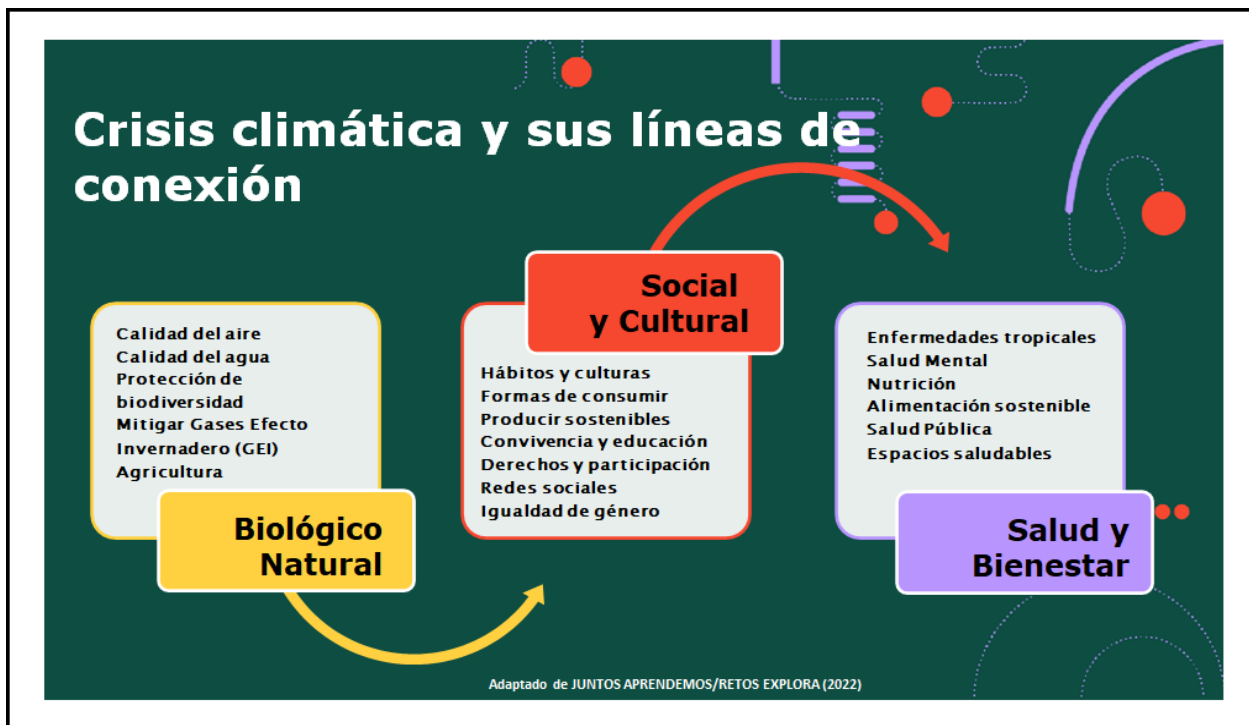 Crisis climática y sus líneas de
conexión
Calidad del aire
Calidad del agua
Protección de
biodiversidad
Mitigar Gases Efecto
Invernadero (GEI)
Agricultura
Biológico
Natural
Social
y Cultural
Hábitos y culturas
Formas de consumir
Producir sostenibles
Convivencia y educación
Derechos y participación
Redes sociales
Igualdad de género
Enfermedades tropicales
Salud Mental
Nutrición
Alimentación sostenible
Salud Pública
Espacios saludables
Salud y
Bienestar
Adaptado de JUNTOS APRENDEMOS/RETOS EXPLORA (2022)